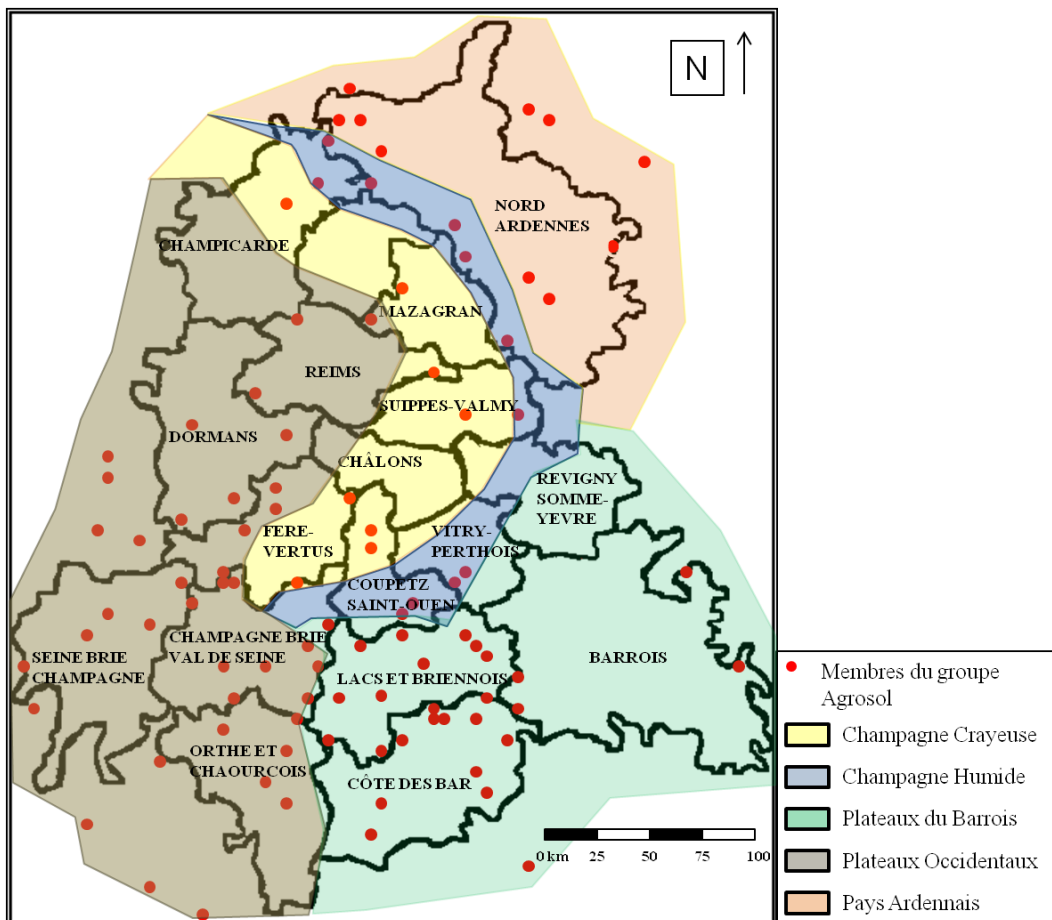 N
NORD
ARDENNES
CHAMPICARDE
MAZAGRAN
REIMS
SUIPPES-VALMY
DORMANS
CHÂLONS
REVIGNY
SOMME-
YEVRE
FERE-
VERTUS
VITRY-
PERTHOIS
COUPETZ
SAINT-OUEN
CHAMPAGNE BRIE
VAL DE SEINE
SEINE BRIE
CHAMPAGNE
BARROIS
LACS ET BRIENNOIS
ORTHE ET
CHAOURCOIS
CÔTE DES BAR
0 km 25 50 75 100
Membres du groupe
Agrosol
Champagne Crayeuse
Champagne Humide
Plateaux du Barrois
Plateaux Occidentaux
Pays Ardennais